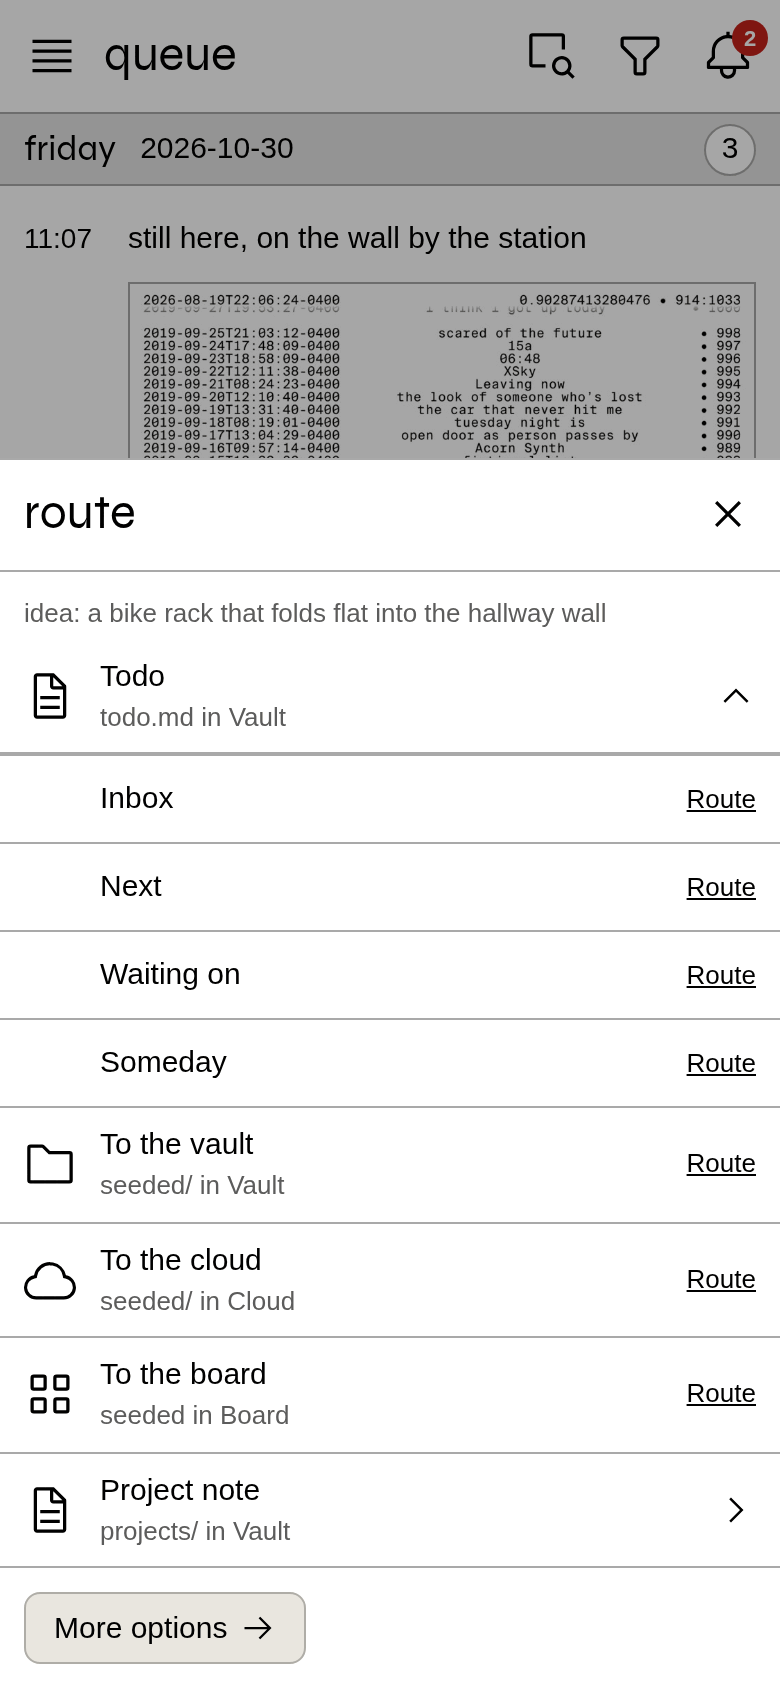 queue
2
friday 2026-10-30 3
11:07 still here, on the wall by the station
2026-08-19T22:06:24-0400 0.90287413280476 • 914:1033
2019-09-25T21:03:12-0400 scared of the future • 998
2019-09-24T17:48:09-0400 15a • 997
2019-09-23T18:58:09-0400 06:48 • 996
2019-09-22T12:11:38-0400 XSky • 995
2019-09-21T08:24:23-0400 Leaving now • 994
2019-09-20T12:10:40-0400 the look of someone who's lost • 993
2019-09-19T13:31:40-0400 the car that never hit me • 992
2019-09-18T08:19:01-0400 tuesday night is • 991
2019-09-17T13:04:29-0400 open door as person passes by • 990
2019-09-16T09:57:14-0400 Acorn Synth • 989
route
idea: a bike rack that folds flat into the hallway wall
Todo
todo.md in Vault
Inbox Route
Next Route
Waiting on Route
Someday Route
To the vault Route
seeded/ in Vault
To the cloud Route
seeded/ in Cloud
To the board Route
seeded in Board
Project note
projects/ in Vault
More options